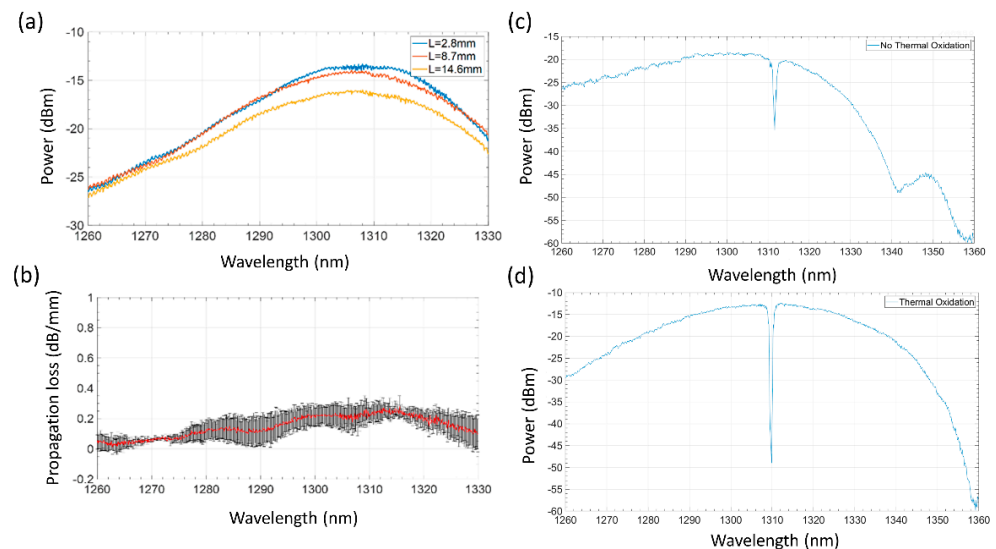 (a)
-10
-15
-20
-25
-30
Power (dBm)
L=2.8mm
L=8.7mm
L=14.6mm
1260 1270 1280 1290 1300 1310 1320 1330
Wavelength (nm)
(b)
1
0.8
0.6
0.4
0.2
0
-0.2
Propagation loss (dB/mm)
1260 1270 1280 1290 1300 1310 1320 1330
Wavelength (nm)
(c)
-15
-20
-25
-30
-35
-40
-45
-50
-55
-60
Power (dBm)
No Thermal Oxidation
1260 1270 1280 1290 1300 1310 1320 1330 1340 1350 1360
Wavelength (nm)
(d)
-10
-15
-20
-25
-30
-35
-40
-45
-50
-55
-60
Power (dBm)
Thermal Oxidation
1260 1270 1280 1290 1300 1310 1320 1330 1340 1350 1360
Wavelength (nm)